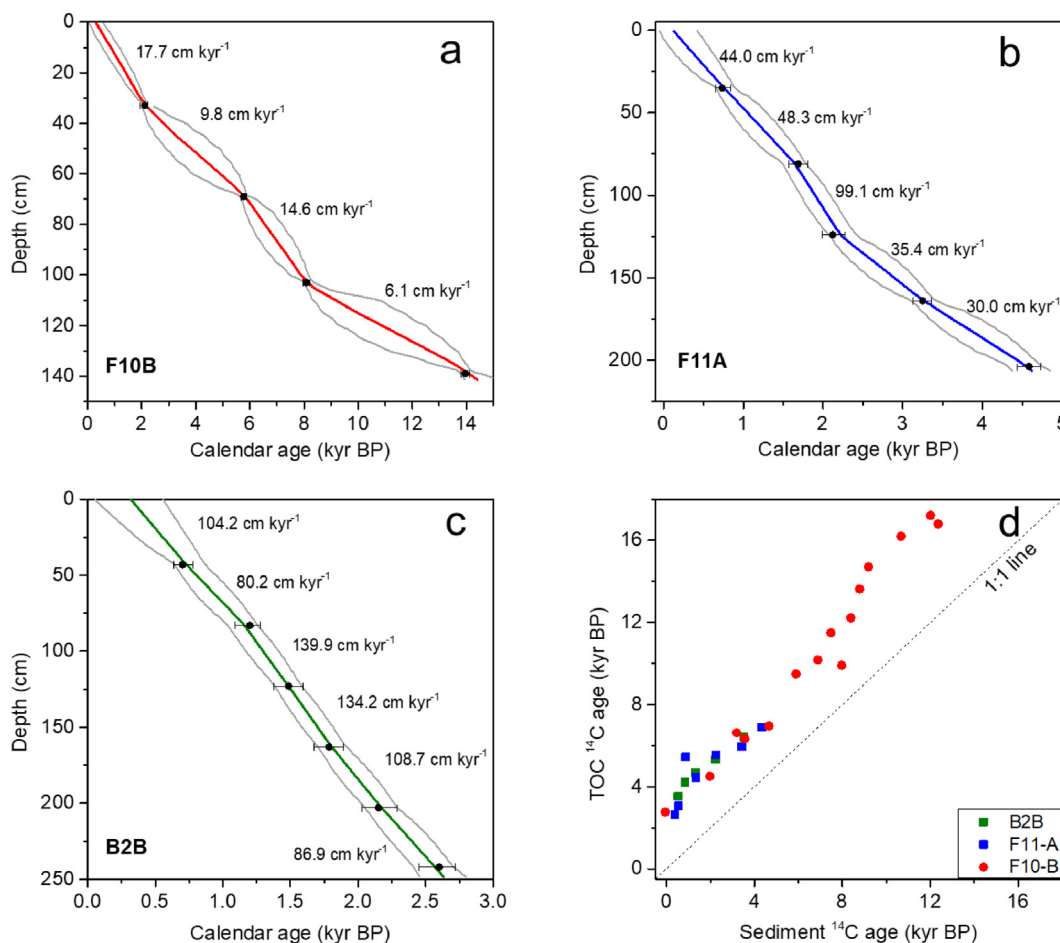 a
0
20
40
60
80
100
120
140
Depth (cm)
17.7 cm kyr⁻¹
9.8 cm kyr⁻¹
14.6 cm kyr⁻¹
6.1 cm kyr⁻¹
F10B
0 2 4 6 8 10 12 14
Calendar age (kyr BP)
b
0
50
100
150
200
Depth (cm)
44.0 cm kyr⁻¹
48.3 cm kyr⁻¹
99.1 cm kyr⁻¹
35.4 cm kyr⁻¹
30.0 cm kyr⁻¹
F11A
0 1 2 3 4 5
Calendar age (kyr BP)
c
0
50
100
150
200
250
Depth (cm)
104.2 cm kyr⁻¹
80.2 cm kyr⁻¹
139.9 cm kyr⁻¹
134.2 cm kyr⁻¹
108.7 cm kyr⁻¹
86.9 cm kyr⁻¹
B2B
0.0 0.5 1.0 1.5 2.0 2.5 3.0
Calendar age (kyr BP)
d
16
12
8
4
0
TOC ¹⁴C age (kyr BP)
1:1 line
B2B
F11-A
F10-B
0 4 8 12 16
Sediment ¹⁴C age (kyr BP)